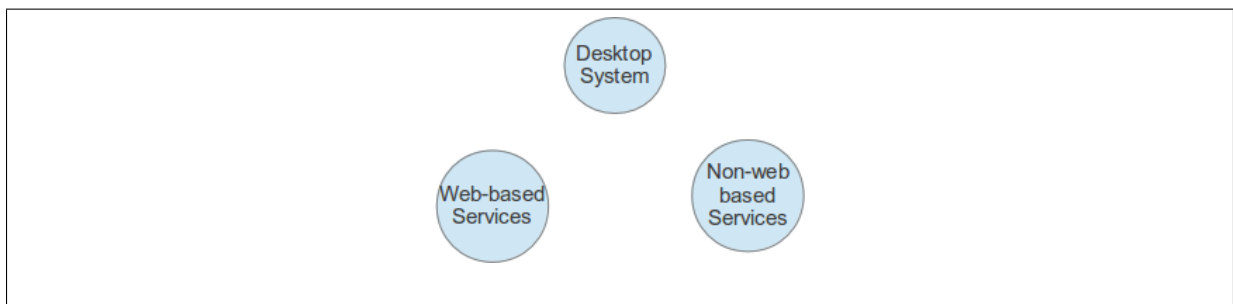 Desktop
System
Web-based
Services
Non-web
based
Services